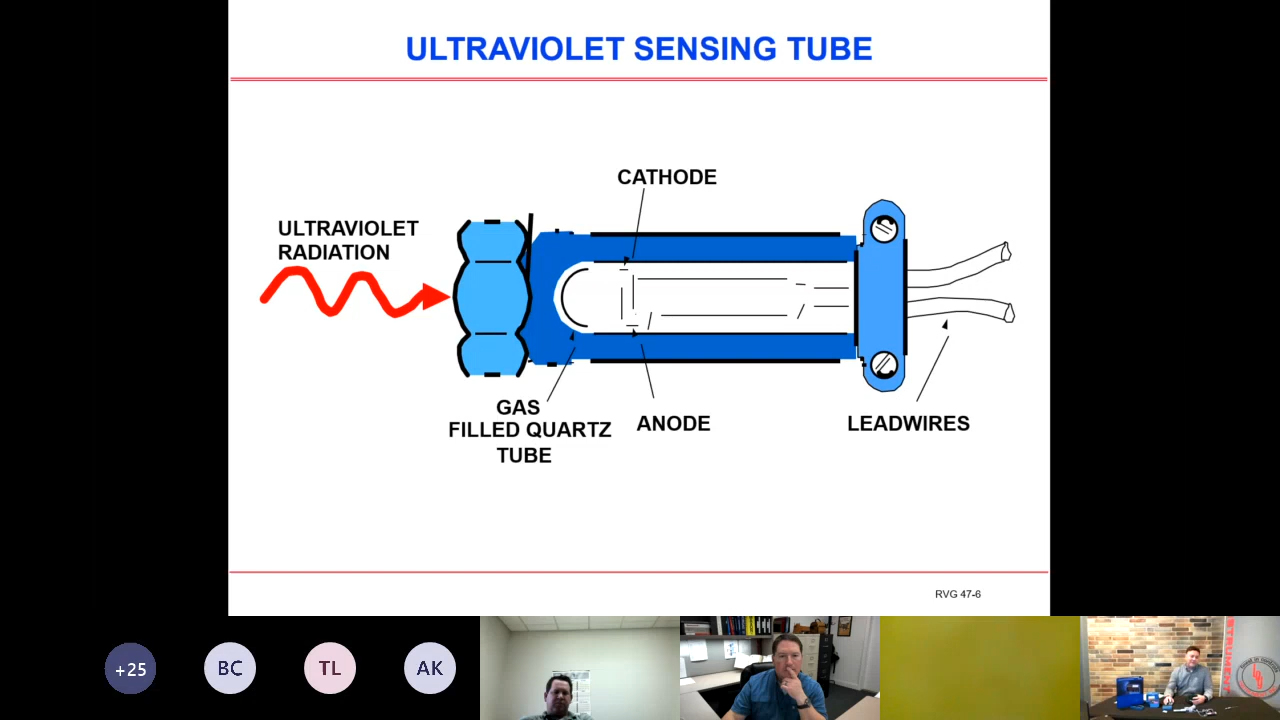 ULTRAVIOLET SENSING TUBE
CATHODE
ULTRAVIOLET
RADIATION
GAS
FILLED QUARTZ
TUBE
ANODE
LEADWIRES
RVG 47-6
+25
BC
TL
AK